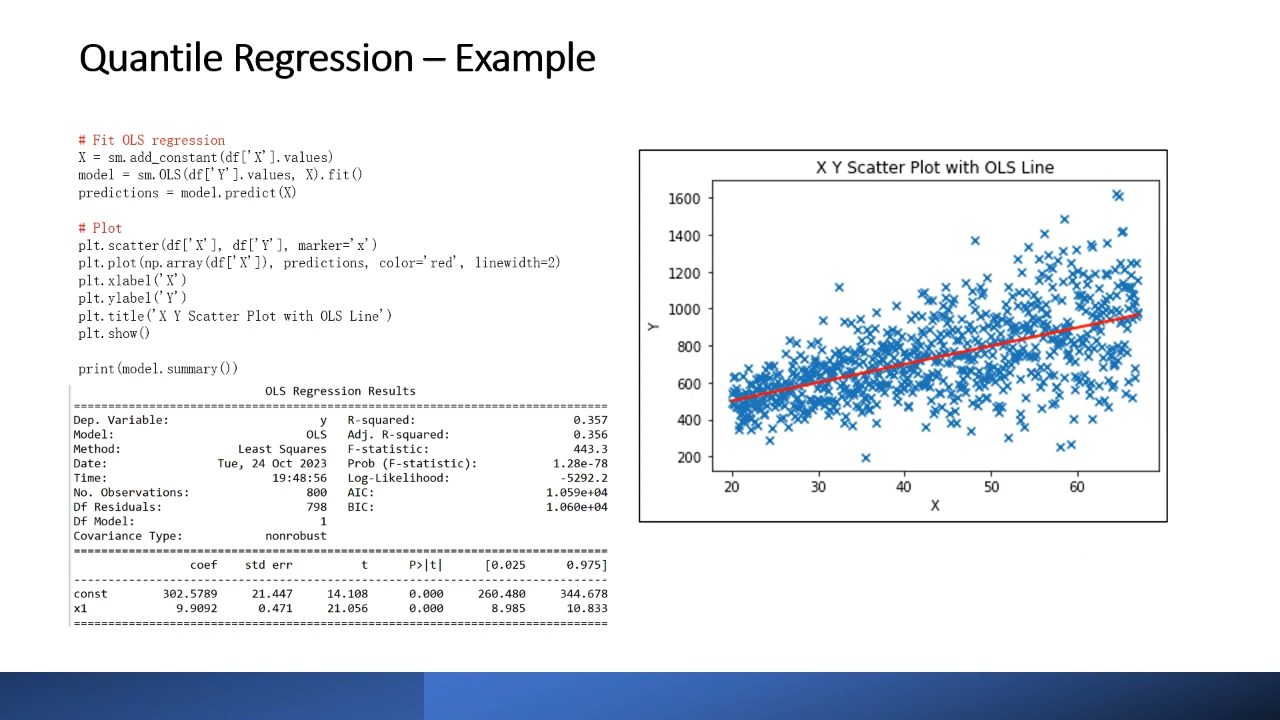 Quantile Regression – Example
# Fit OLS regression
X = sm.add_constant(df['X'].values)
model = sm.OLS(df['Y'].values, X).fit()
predictions = model.predict(X)
# Plot
plt.scatter(df['X'], df['Y'], marker='x')
plt.plot(np.array(df['X']), predictions, color='red', linewidth=2)
plt.xlabel('X')
plt.ylabel('Y')
plt.title('X Y Scatter Plot with OLS Line')
plt.show()
print(model.summary())
OLS Regression Results
==============================================================================
Dep. Variable: y R-squared: 0.357
Model: OLS Adj. R-squared: 0.356
Method: Least Squares F-statistic: 443.3
Date: Tue, 24 Oct 2023 Prob (F-statistic): 1.28e-78
Time: 19:48:56 Log-Likelihood: -5292.2
No. Observations: 800 AIC: 1.059e+04
Df Residuals: 798 BIC: 1.060e+04
Df Model: 1
Covariance Type: nonrobust
==============================================================================
coef std err t P>|t| [0.025 0.975]
------------------------------------------------------------------------------
const 302.5789 21.447 14.108 0.000 260.480 344.678
x1 9.9092 0.471 21.056 0.000 8.985 10.833
==============================================================================
X Y Scatter Plot with OLS Line
1600
1400
1200
1000
800
600
400
200
Y
20 30 40 50 60
X